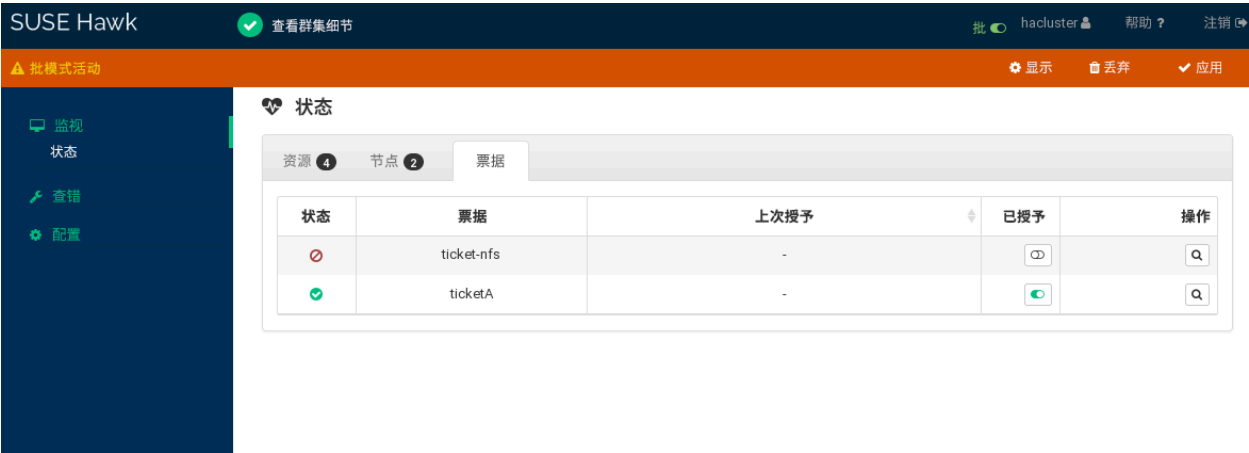 SUSE Hawk 查看群集细节 批 hacluster 帮助 ? 注销
批模式活动 显示 丢弃 应用
监视
状态
查错
配置
状态
资源 4 节点 2 票据
状态 票据 上次授予 已授予 操作
ticket-nfs -
ticketA -